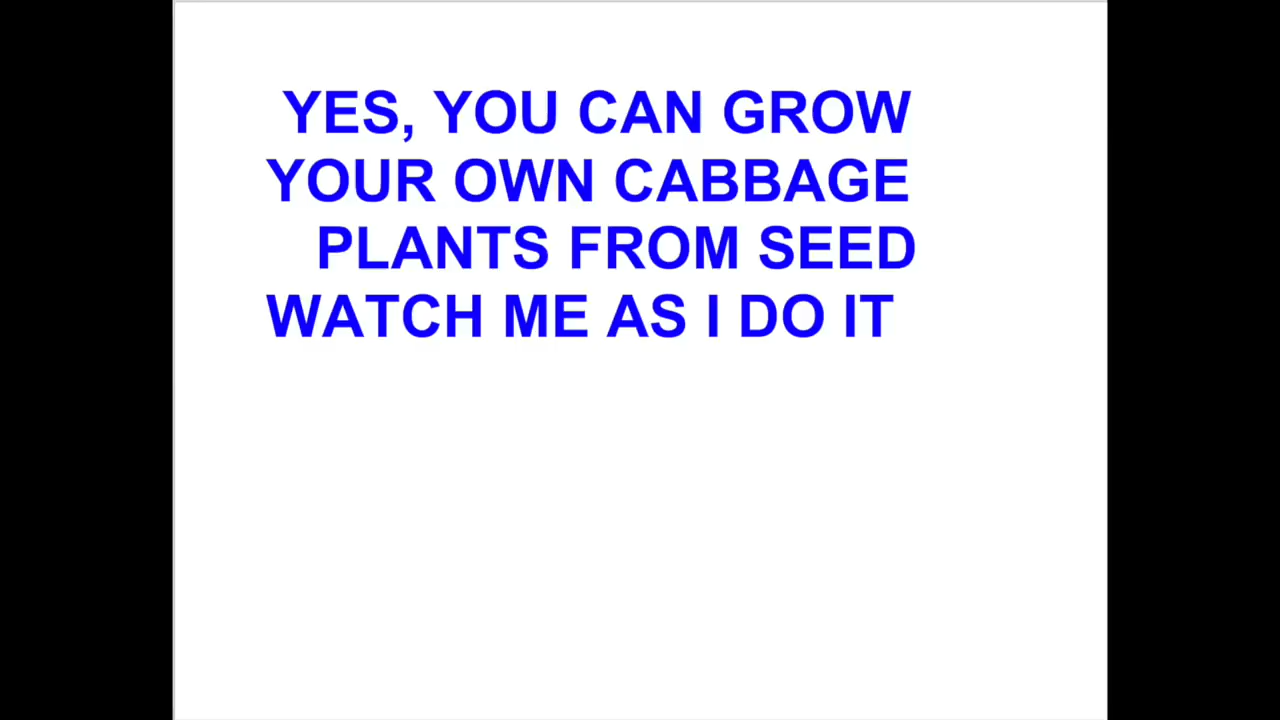 YES, YOU CAN GROW
YOUR OWN CABBAGE
PLANTS FROM SEED
WATCH ME AS I DO IT